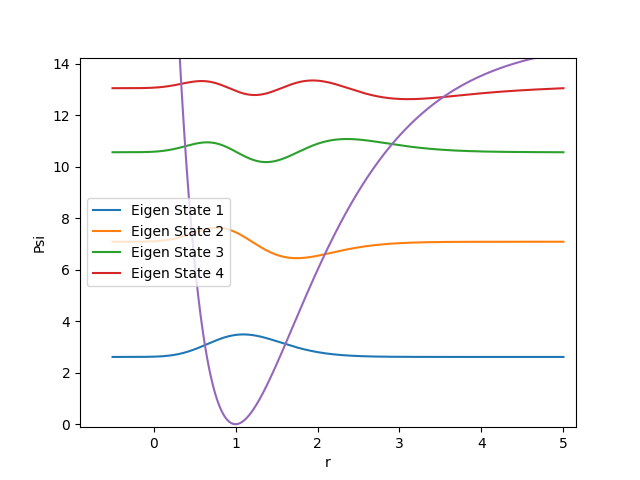 14
12
10
8
6
4
2
0
Psi
Eigen State 1
Eigen State 2
Eigen State 3
Eigen State 4
0
1
2
3
4
5
r